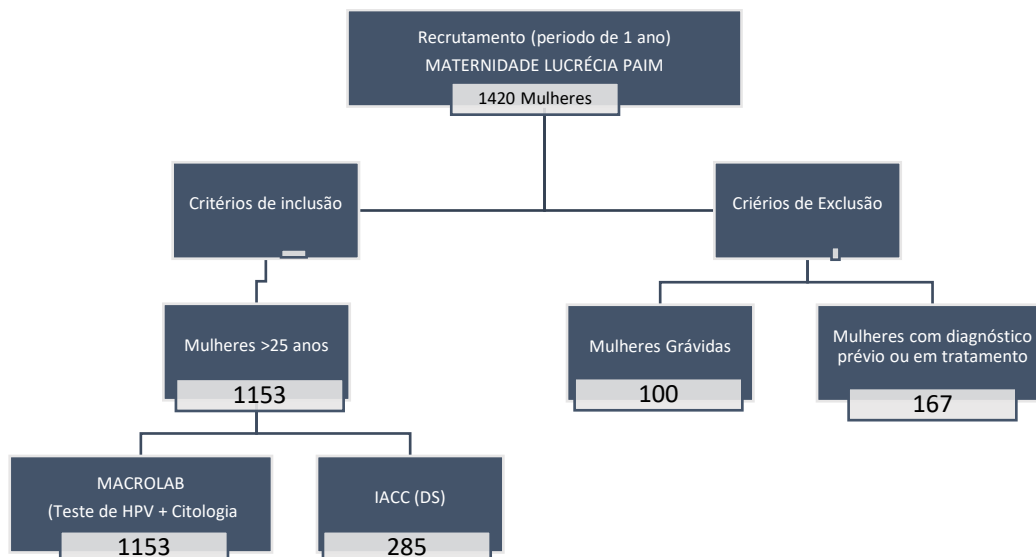 Recrutamento (periodo de 1 ano)
MATERNIDADE LUCRÉCIA PAIM
1420 Mulheres
Critérios de inclusão
Criérios de Exclusão
Mulheres >25 anos
1153
Mulheres Grávidas
100
Mulheres com diagnóstico
prévio ou em tratamento
167
MACROLAB
(Teste de HPV + Citologia
1153
IACC (DS)
285